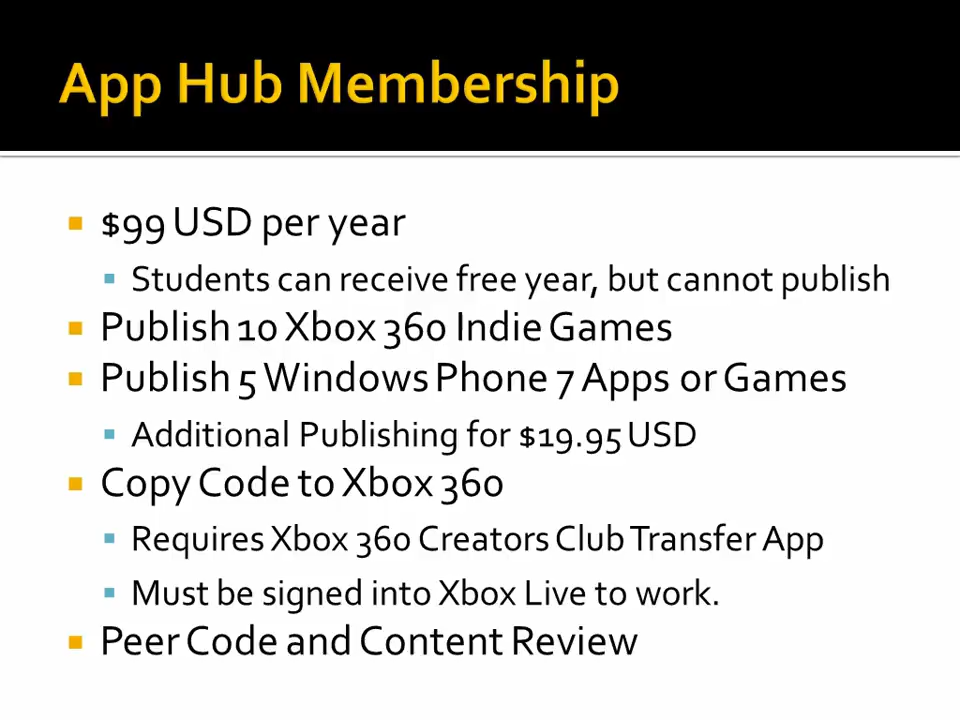 App Hub Membership
$99 USD per year
Students can receive free year, but cannot publish
Publish 10 Xbox 360 Indie Games
Publish 5 Windows Phone 7 Apps or Games
Additional Publishing for $19.95 USD
Copy Code to Xbox 360
Requires Xbox 360 Creators Club Transfer App
Must be signed into Xbox Live to work.
Peer Code and Content Review